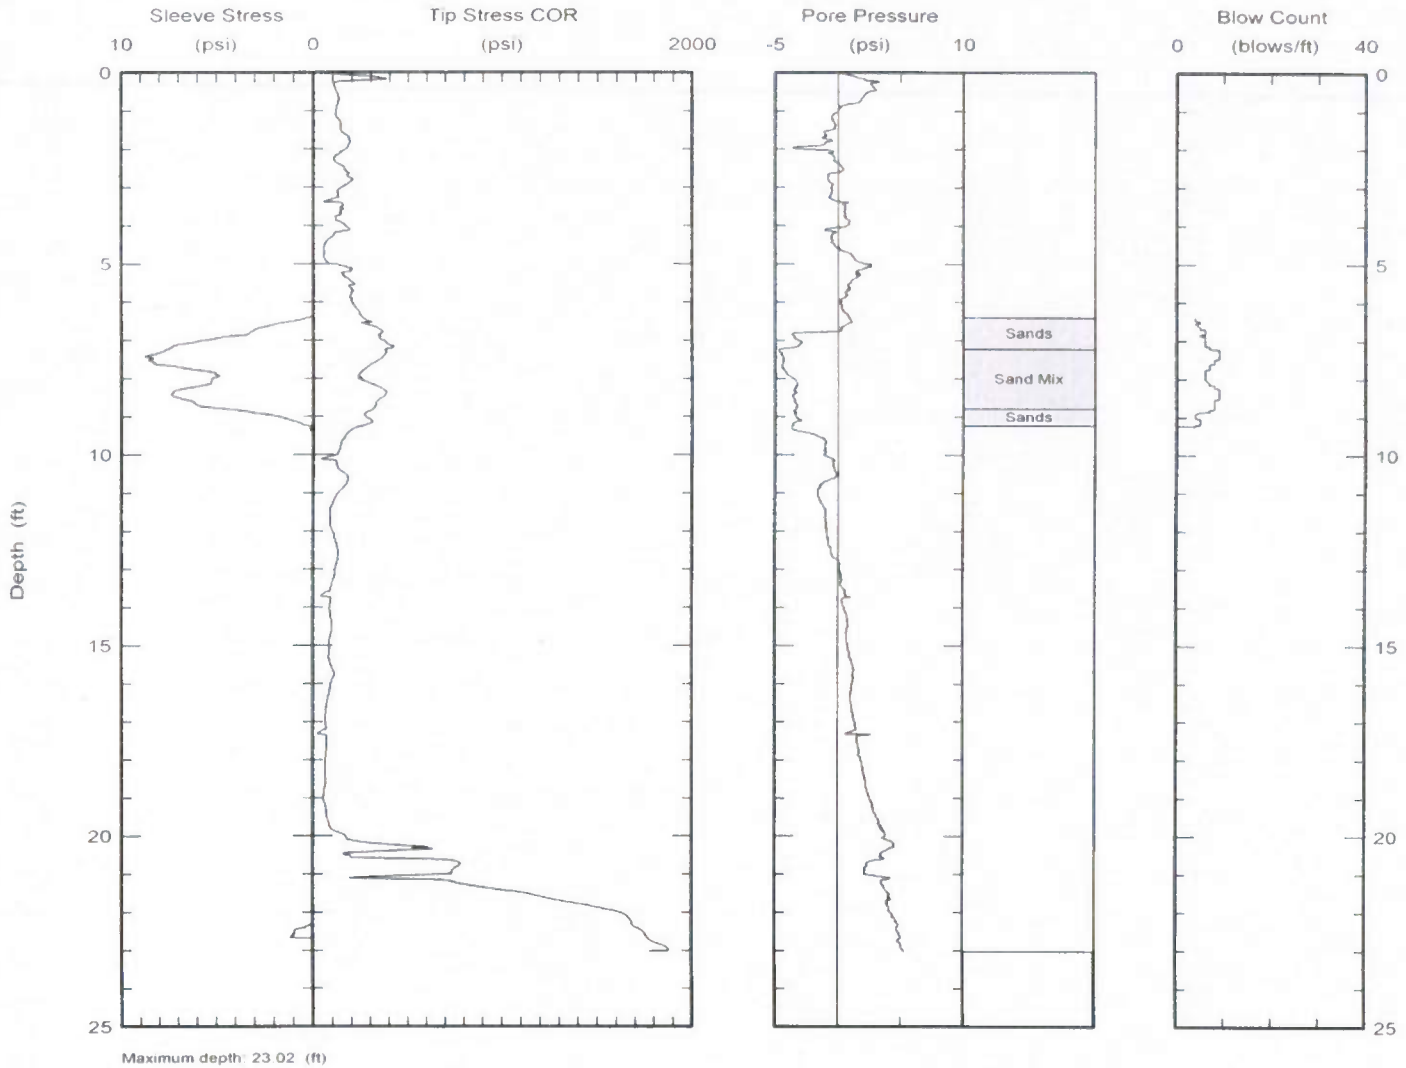 Sleeve Stress Tip Stress COR Pore Pressure Blow Count
10 (psi) 0 (psi) 2000 -5 (psi) 10 0 (blows/ft) 40
0 0
5 5
Sands
Sand Mix
Sands
10 10
Depth (ft)
15 15
20 20
25 25
Maximum depth: 23.02 (ft)